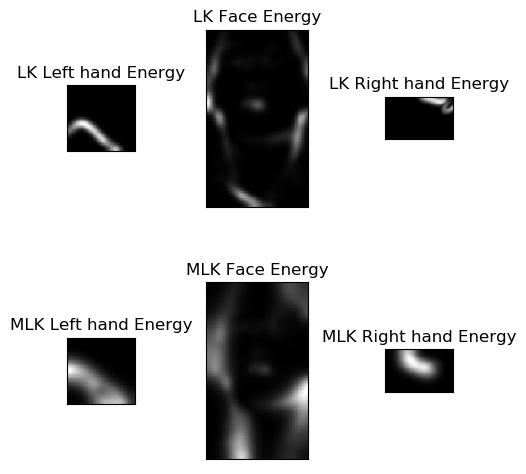 LK Face Energy
LK Left hand Energy
LK Right hand Energy
MLK Face Energy
MLK Left hand Energy
MLK Right hand Energy